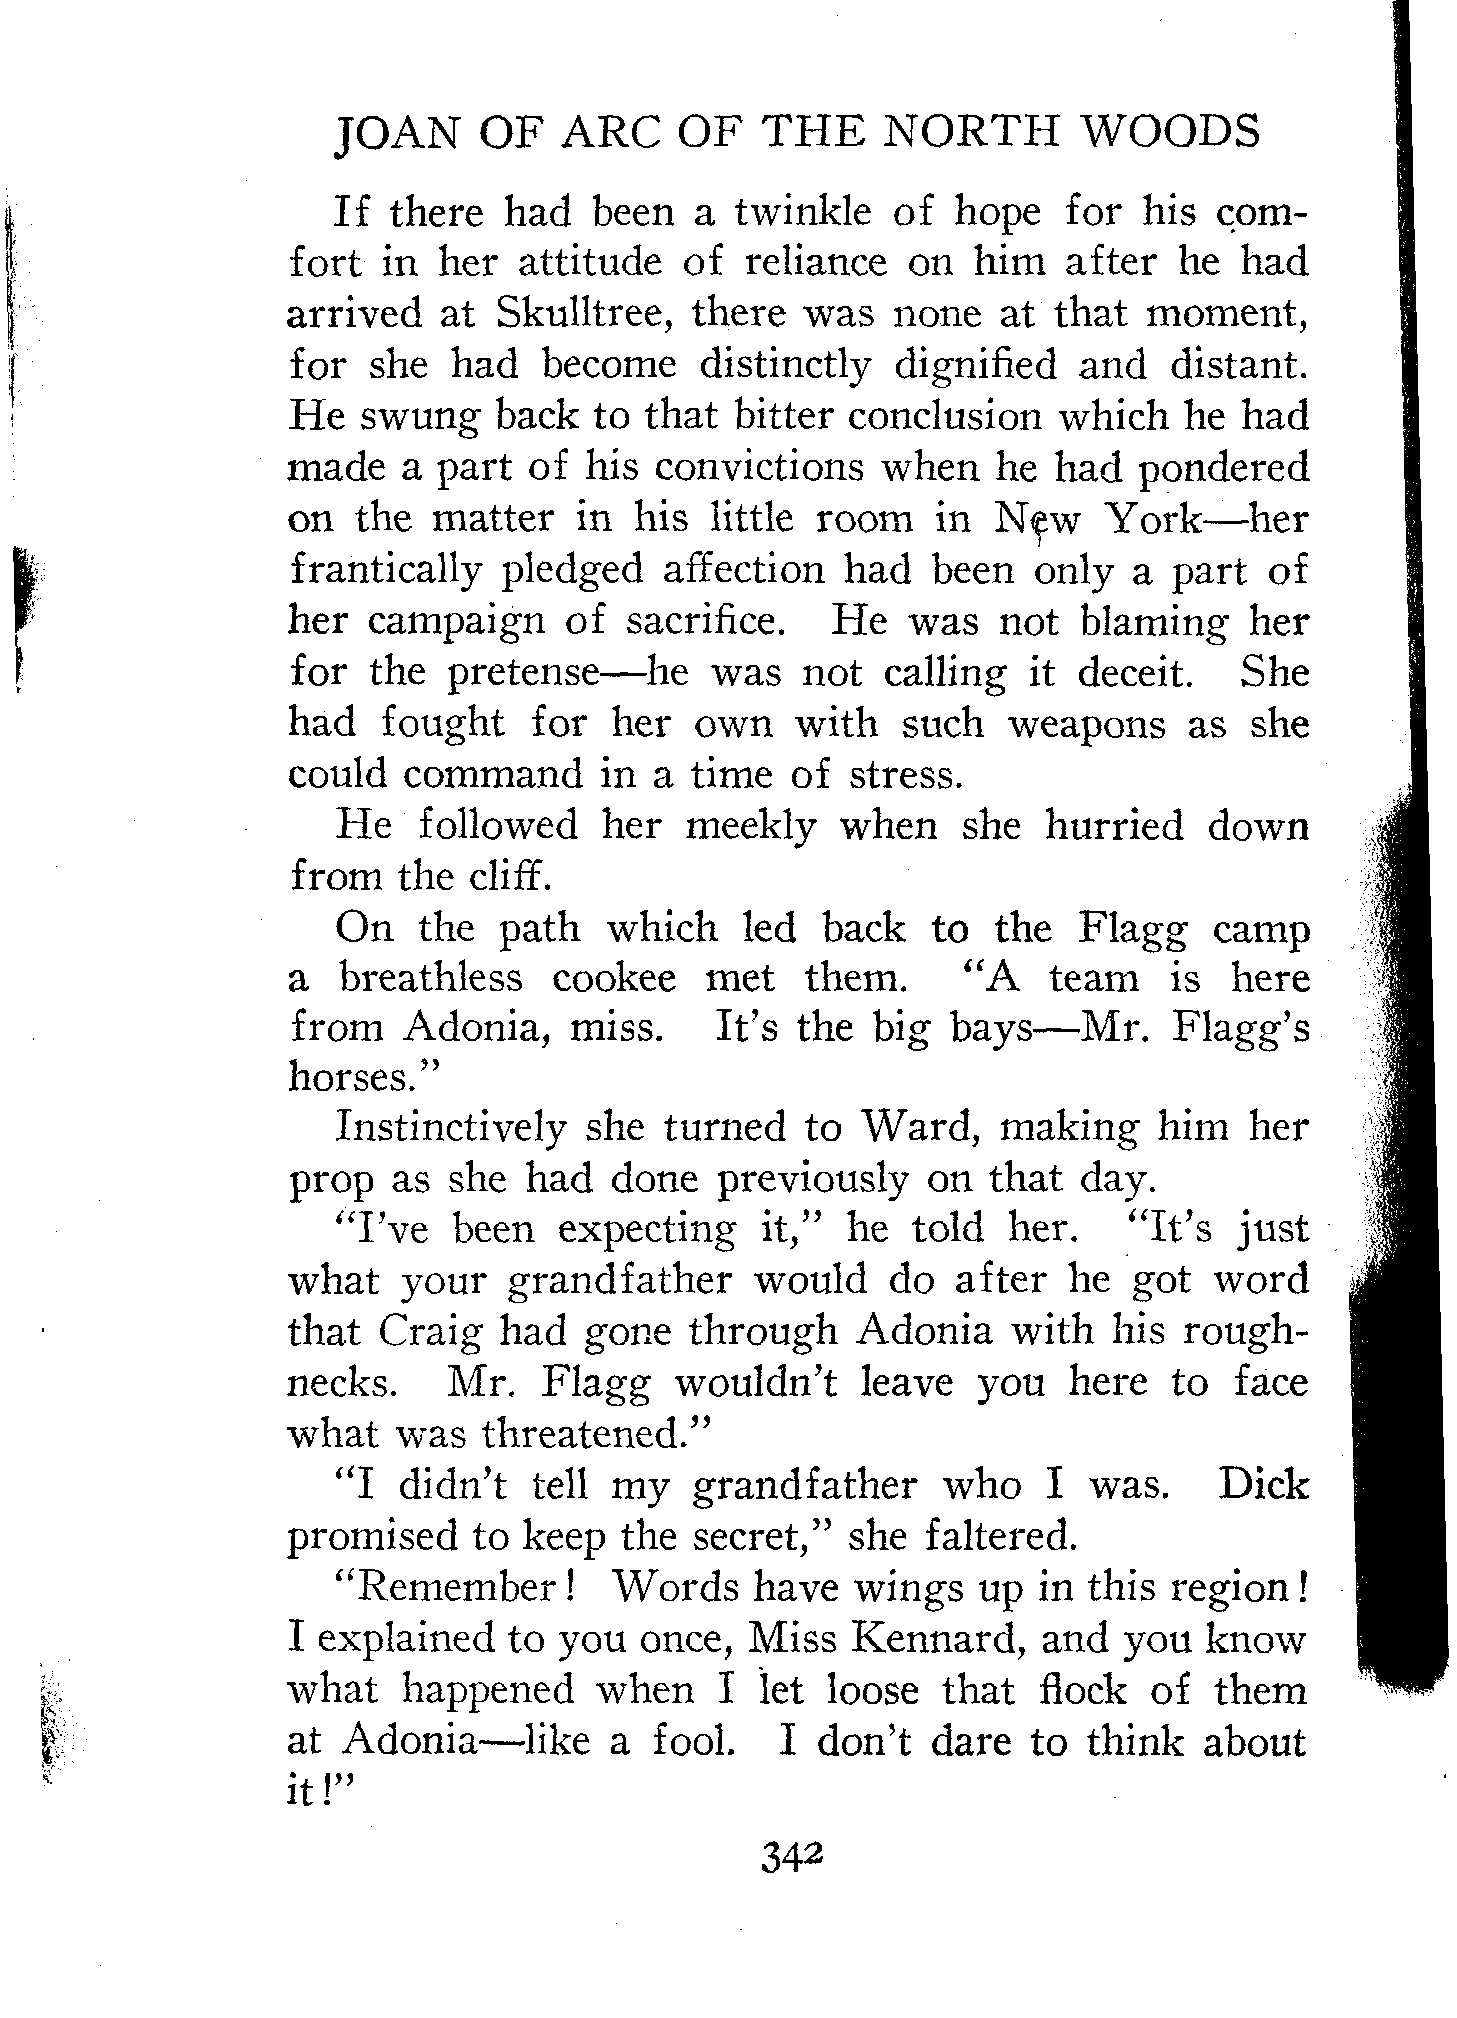 JOAN OF ARC OF THE NORTH WOODS
If there had been a twinkle of hope for his com-
fort in her attitude of reliance on him after he had
arrived at Skulltree, there was none at that moment,
for she had become distinctly dignified and distant.
He swung back to that bitter conclusion which he had
made a part of his convictions when he had pondered
on the matter in his little room in New York—her
frantically pledged affection had been only a part of
her campaign of sacrifice. He was not blaming her
for the pretense—he was not calling it deceit. She
had fought for her own with such weapons as she
could command in a time of stress.
He followed her meekly when she hurried down
from the cliff.
On the path which led back to the Flagg camp
a breathless cookee met them. “A team is here
from Adonia, miss. It’s the big bays—Mr. Flagg’s
horses.”
Instinctively she turned to Ward, making him her
prop as she had done previously on that day.
“I’ve been expecting it,” he told her. “It’s just
what your grandfather would do after he got word
that Craig had gone through Adonia with his rough-
necks. Mr. Flagg wouldn’t leave you here to face
what was threatened.”
“I didn’t tell my grandfather who I was. Dick
promised to keep the secret,” she faltered.
“Remember! Words have wings up in this region!
I explained to you once, Miss Kennard, and you know
what happened when I let loose that flock of them
at Adonia—like a fool. I don’t dare to think about
it!”
342